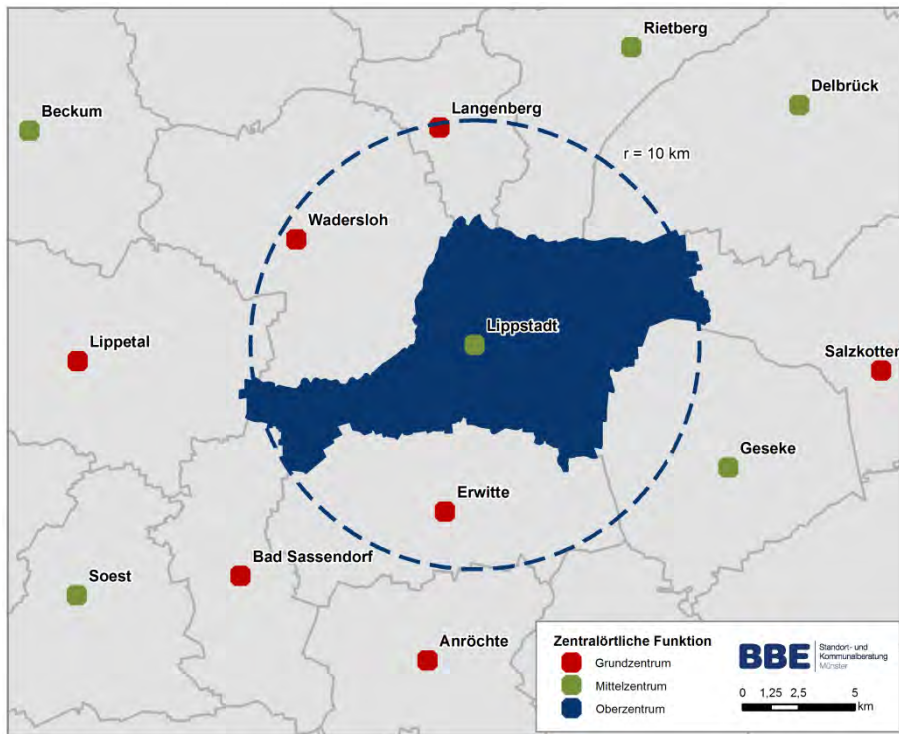 Rietberg
Delbrück
Beckum
Langenberg
r = 10 km
Wadersloh
Lippstadt
Lippetal
Salzkotten
Geseke
Erwitte
Bad Sassendorf
Soest
Anröchte
Zentralörtliche Funktion
Grundzentrum
Mittelzentrum
Oberzentrum
BBE
Standort- und
Kommunalberatung
Münster
0 1,25 2,5 5
km